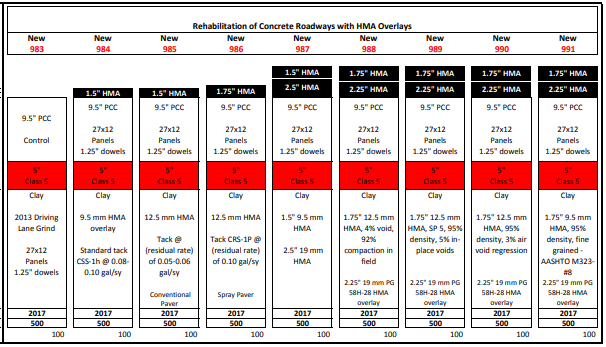 Rehabilitation of Concrete Roadways with HMA Overlays
New New New New New New New New New
983 984 985 986 987 988 989 990 991
1.5" HMA 1.75" HMA 1.75" HMA 1.75" HMA 1.75" HMA
1.5" HMA 1.5" HMA 1.75" HMA 2.5" HMA 2.25" HMA 2.25" HMA 2.25" HMA 2.25" HMA
9.5" PCC 9.5" PCC 9.5" PCC 9.5" PCC 9.5" PCC 9.5" PCC 9.5" PCC 9.5" PCC
9.5" PCC
27x12 27x12 27x12 27x12 27x12 27x12 27x12 27x12
Control Panels Panels Panels Panels Panels Panels Panels Panels
1.25" dowels 1.25" dowels 1.25" dowels 1.25" dowels 1.25" dowels 1.25" dowels 1.25" dowels 1.25" dowels
5" 5" 5" 5" 5" 5" 5" 5" 5"
Class 5 Class 5 Class 5 Class 5 Class 5 Class 5 Class 5 Class 5 Class 5
Clay Clay Clay Clay Clay Clay Clay Clay Clay
2013 Driving 9.5 mm HMA 12.5 mm HMA 12.5 mm HMA 1.5" 9.5 mm 1.75" 12.5 mm 1.75" 12.5 mm 1.75" 12.5 mm 1.75" 9.5 mm
Lane Grind overlay HMA HMA, 4% void, HMA, SP 5, 95% HMA, 95% HMA, 95%
Tack @ Tack CRS-1P @ 92% density, 5% in- density, 3% air density, fine
27x12 Standard tack (residual rate) (residual rate) 2.5" 19 mm compaction in place voids void regression grained -
Panels CSS-1h @ 0.08- of 0.05-0.06 of 0.10 gal/sy HMA field AASHTO M323-
1.25" dowels 0.10 gal/sy gal/sy #8
2.25" 19 mm PG 2.25" 19 mm PG 2.25" 19 mm PG 2.25" 19 mm PG
Conventional Spray Paver 58H-28 HMA 58H-28 HMA 58H-28 HMA 58H-28 HMA
Paver overlay overlay overlay overlay
2017 2017 2017 2017 2017 2017 2017 2017 2017
500 500 500 500 500 500 500 500 500
100 100 100 100 100 100 100 100 100